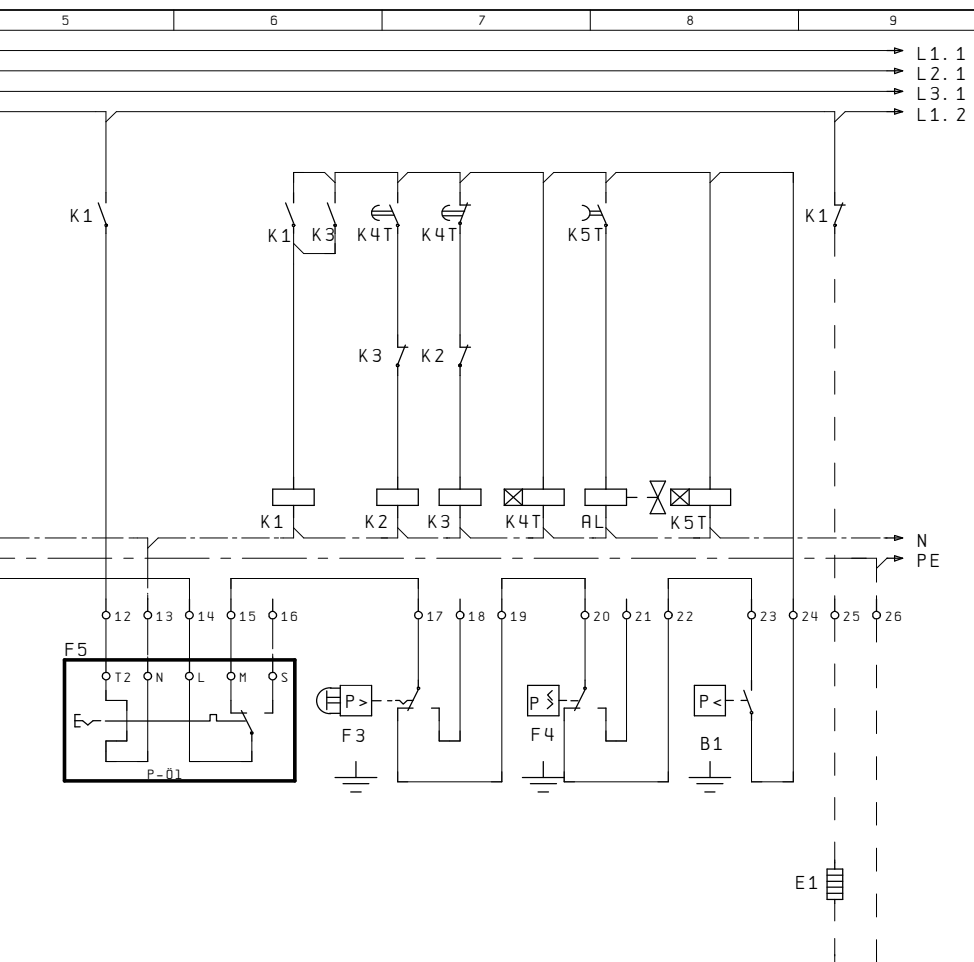 5 6 7 8 9
L1.1
L2.1
L3.1
L1.2
K1 K1 K3 K4T K4T K5T K1
K3 K2
K1 K2 K3 K4T AL K5T
N
PE
12 13 14 15 16 17 18 19 20 21 22 23 24 25 26
F5
T2 N L M S
P> P P<
F3 F4 B1
P-Öl
E1